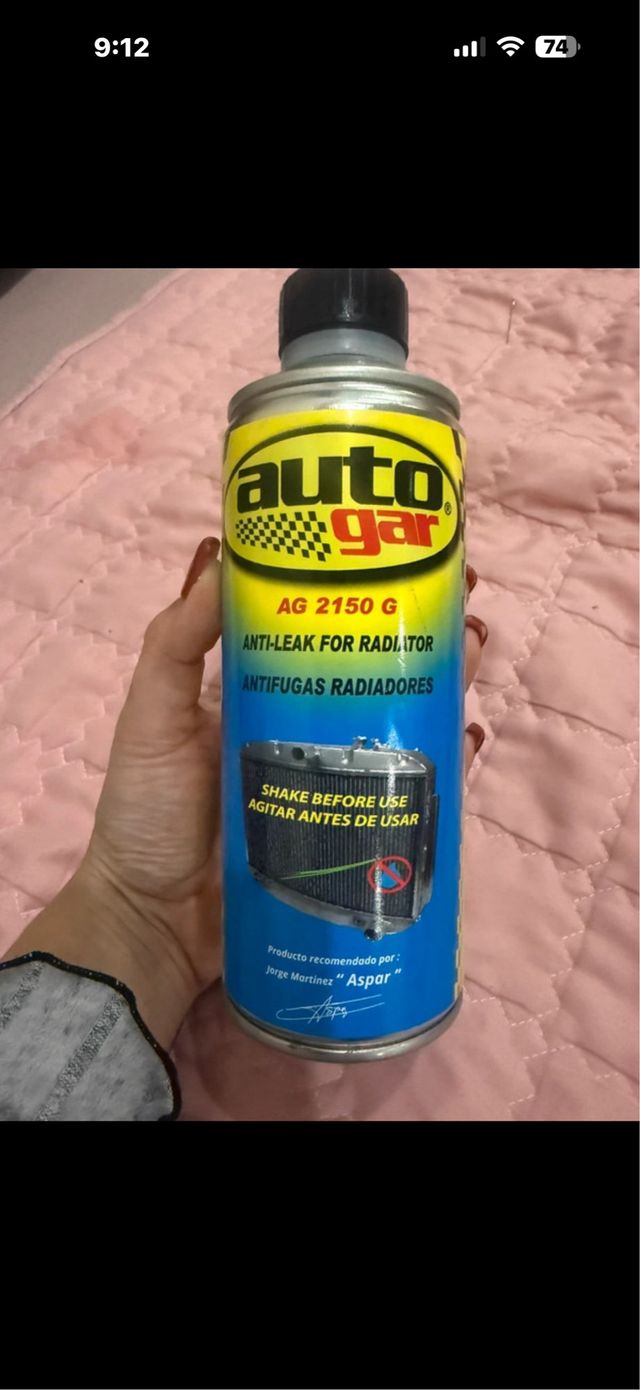 9:12
74
auto
gar®
AG 2150 G
ANTI-LEAK FOR RADIATOR
ANTIFUGAS RADIADORES
SHAKE BEFORE USE
AGITAR ANTES DE USAR
Producto recomendado por :
Jorge Martinez “ Aspar ”